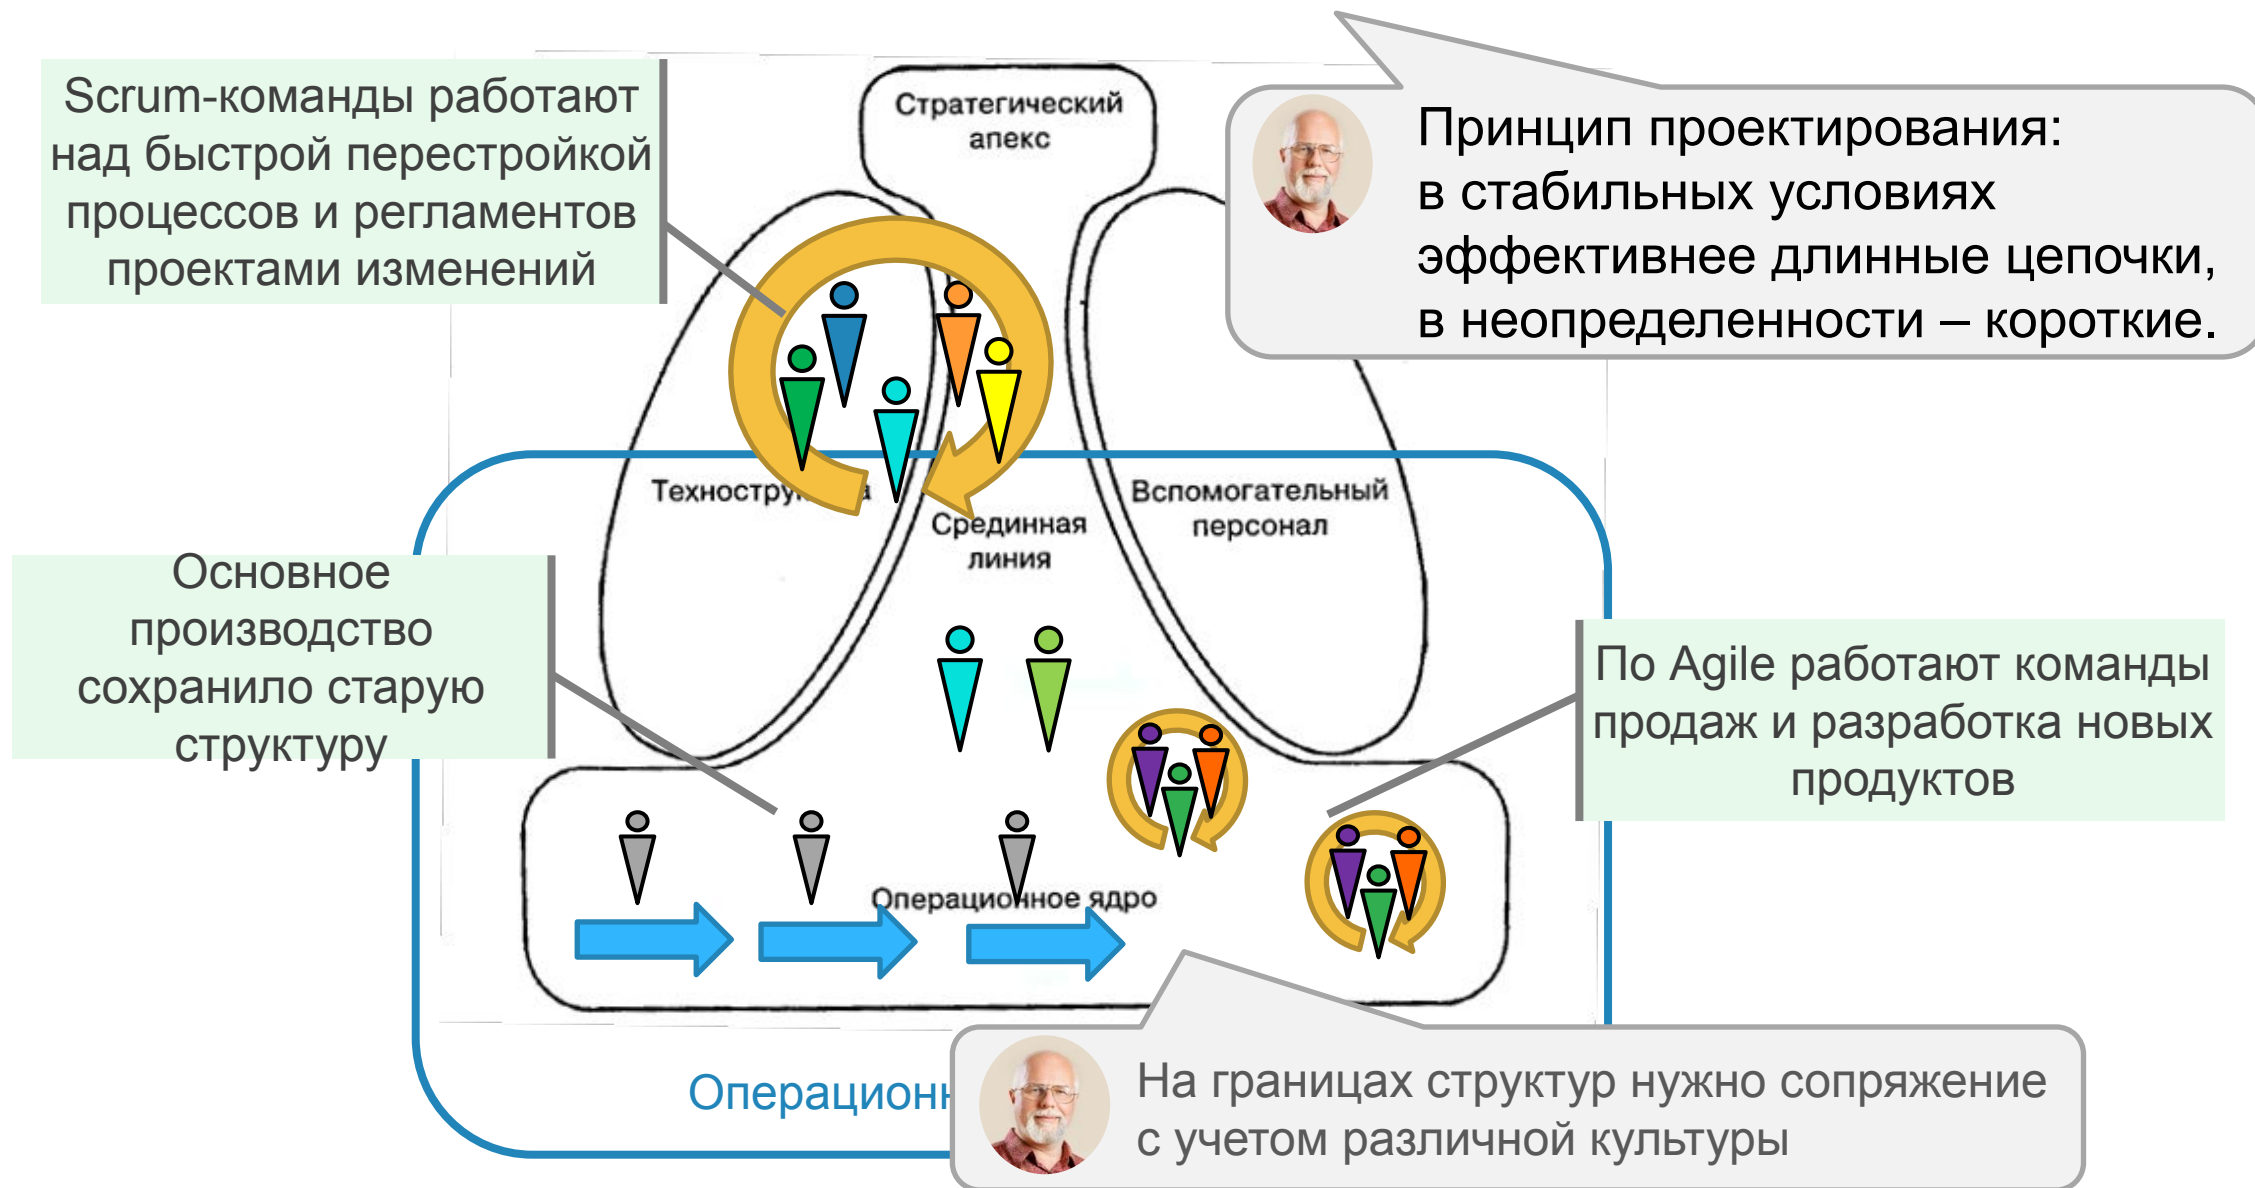 Scrum-команды работают
над быстрой перестройкой
процессов и регламентов
проектами изменений
Стратегический
апекс
Принцип проектирования:
в стабильных условиях
эффективнее длинные цепочки,
в неопределенности – короткие.
Вспомогательный
персонал
Срединная
линия
Основное
производство
сохранило старую
структуру
По Agile работают команды
продаж и разработка новых
продуктов
Операционное ядро
На границах структур нужно сопряжение
с учетом различной культуры